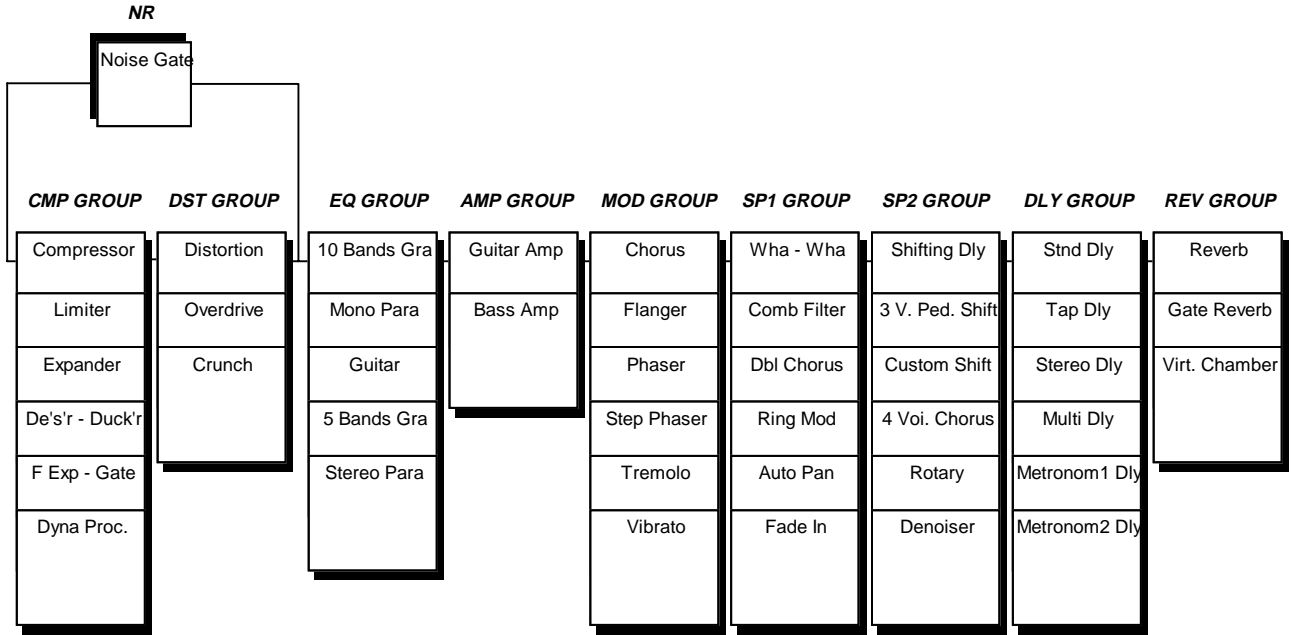 NR
Noise Gate
CMP GROUP
DST GROUP
EQ GROUP
AMP GROUP
MOD GROUP
SP1 GROUP
SP2 GROUP
DLY GROUP
REV GROUP
Compressor
Limiter
Expander
De's'r - Duck'r
F Exp - Gate
Dyna Proc.
Distortion
Overdrive
Crunch
10 Bands Gra
Mono Para
Guitar
5 Bands Gra
Stereo Para
Guitar Amp
Bass Amp
Chorus
Flanger
Phaser
Step Phaser
Tremolo
Vibrato
Wha - Wha
Comb Filter
Dbl Chorus
Ring Mod
Auto Pan
Fade In
Shifting Dly
3 V. Ped. Shift
Custom Shift
4 Voi. Chorus
Rotary
Denoiser
Stnd Dly
Tap Dly
Stereo Dly
Multi Dly
Metronom1 Dly
Metronom2 Dly
Reverb
Gate Reverb
Virt. Chamber